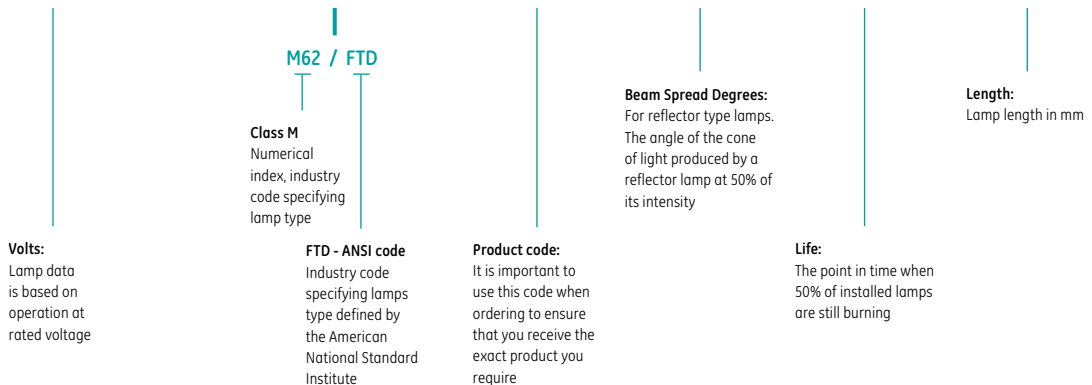 M62 / FTD
Class M
Numerical
index, industry
code specifying
lamp type
Beam Spread Degrees:
For reflector type lamps.
The angle of the cone
of light produced by a
reflector lamp at 50% of
its intensity
Length:
Lamp length in mm
Volts:
Lamp data
is based on
operation at
rated voltage
FTD - ANSI code
Industry code
specifying lamps
type defined by
the American
National Standard
Institute
Product code:
It is important to
use this code when
ordering to ensure
that you receive the
exact product you
require
Life:
The point in time when
50% of installed lamps
are still burning